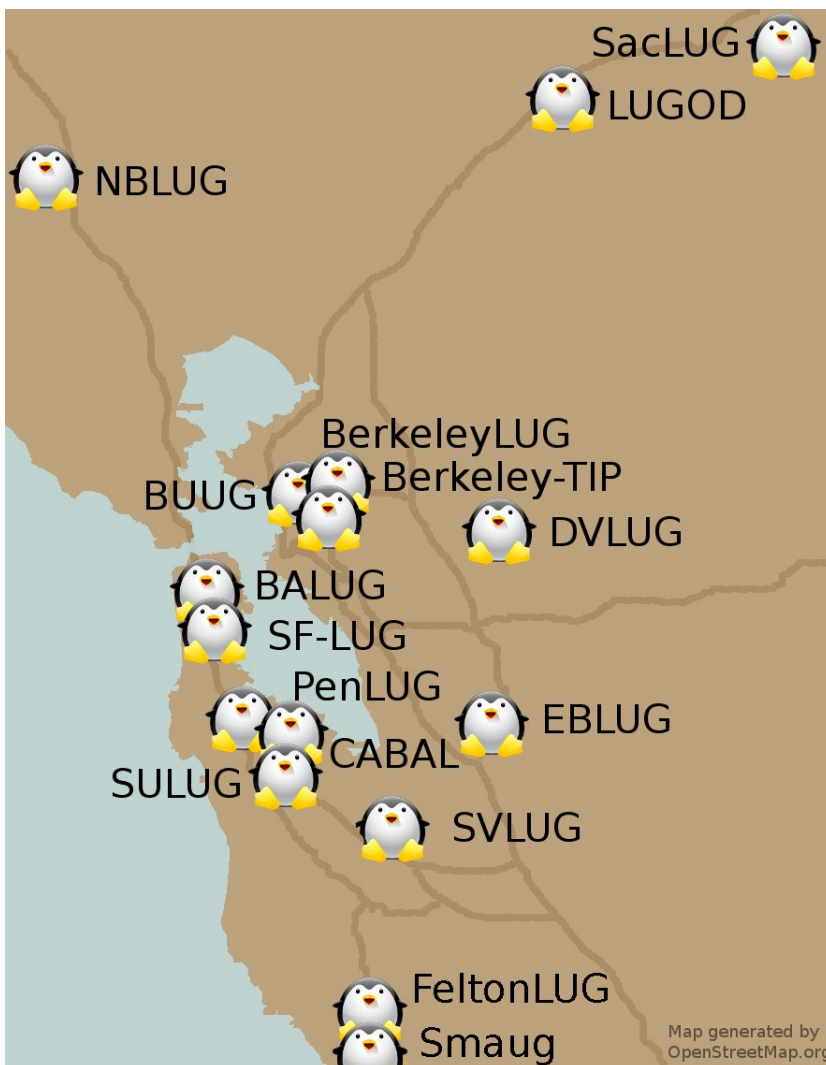 SacLUG
LUGOD
NBLUG
BerkeleyLUG
Berkeley-TIP
BUUG
DVLUG
BALUG
SF-LUG
PenLUG
EBLUG
CABAL
SULUG
SVLUG
FeltonLUG
Smaug
Map generated by
OpenStreetMap.org